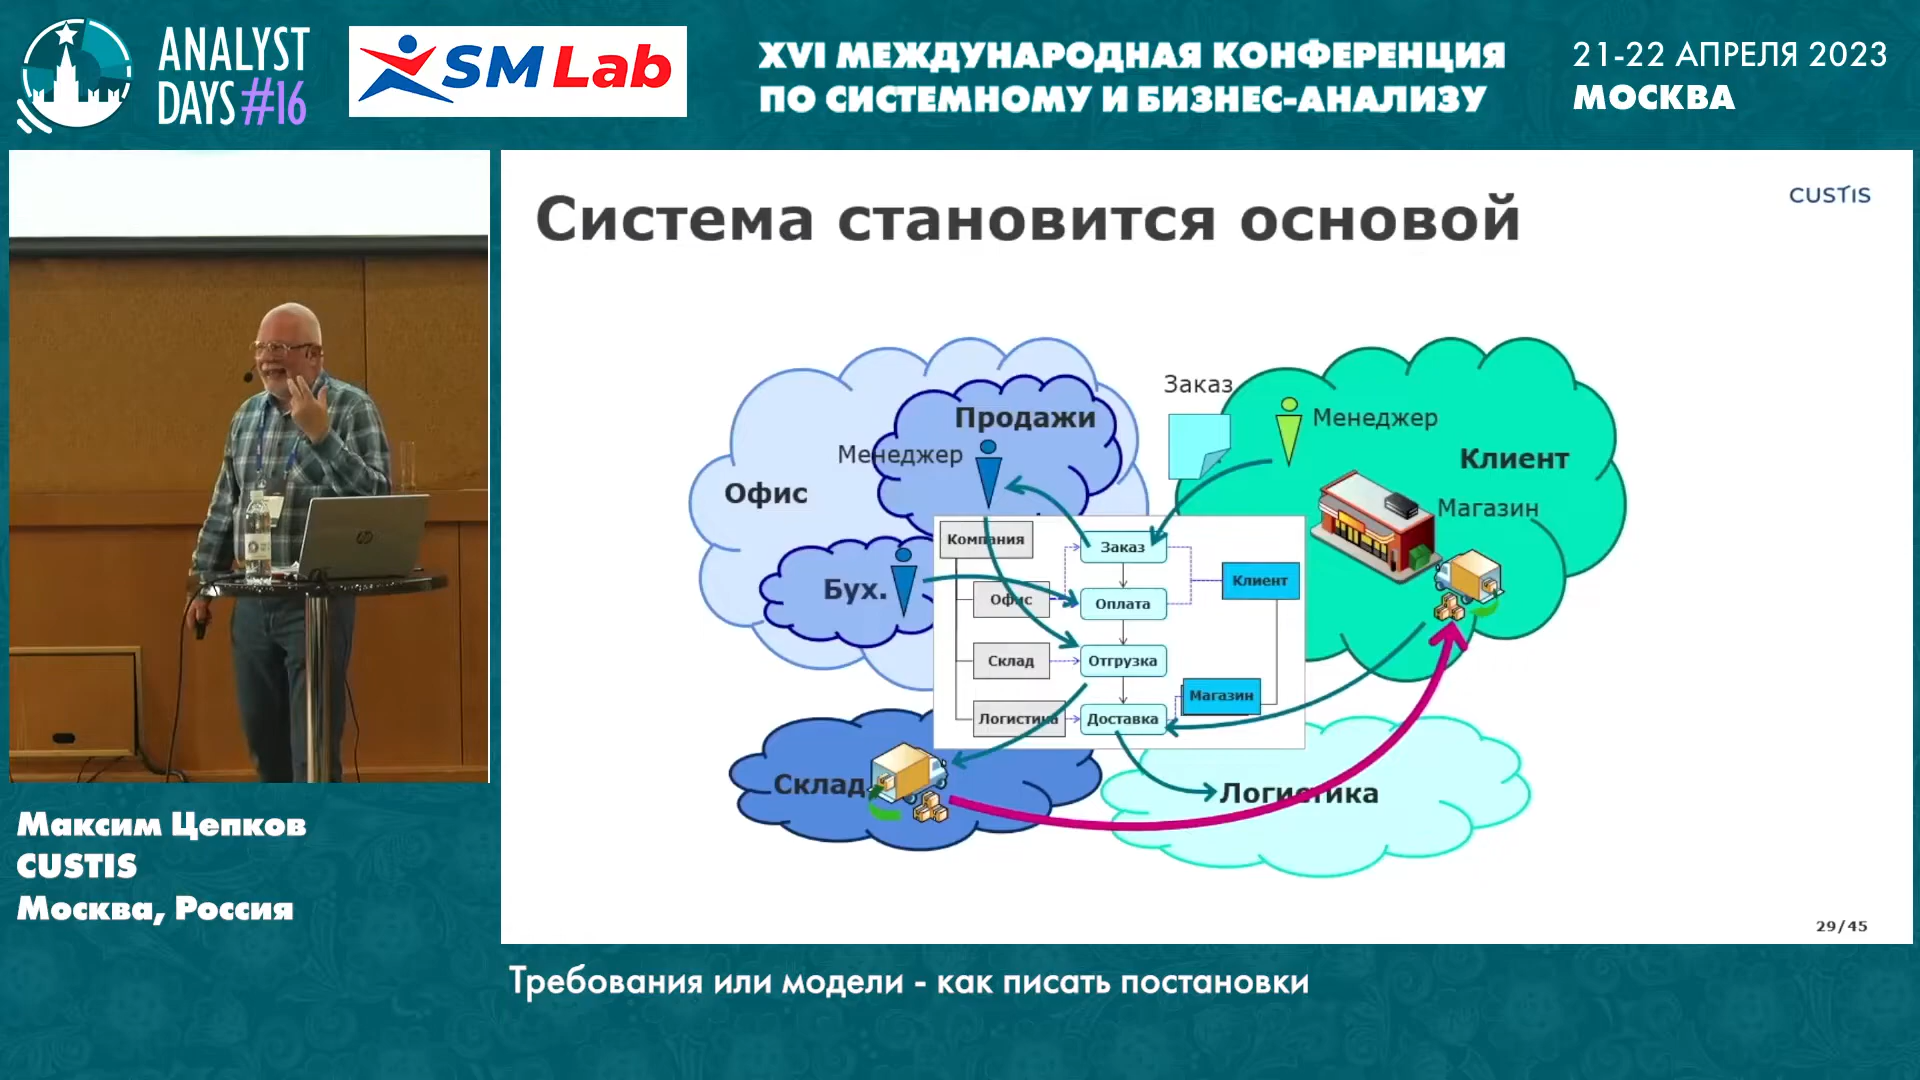 ANALYST
DAYS #16
SM Lab
XVI МЕЖДУНАРОДНАЯ КОНФЕРЕНЦИЯ
ПО СИСТЕМНОМУ И БИЗНЕС-АНАЛИЗУ
21-22 АПРЕЛЯ 2023
МОСКВА
CUSTIS
Система становится основой
Заказ
Продажи
Менеджер
Менеджер
Клиент
Офис
Магазин
Компания
Заказ
Клиент
Бух.
Офис
Оплата
Склад
Отгрузка
Магазин
Логистика
Доставка
Склад
Логистика
29/45
hp
Максим Цепков
CUSTIS
Москва, Россия
Требования или модели - как писать постановки